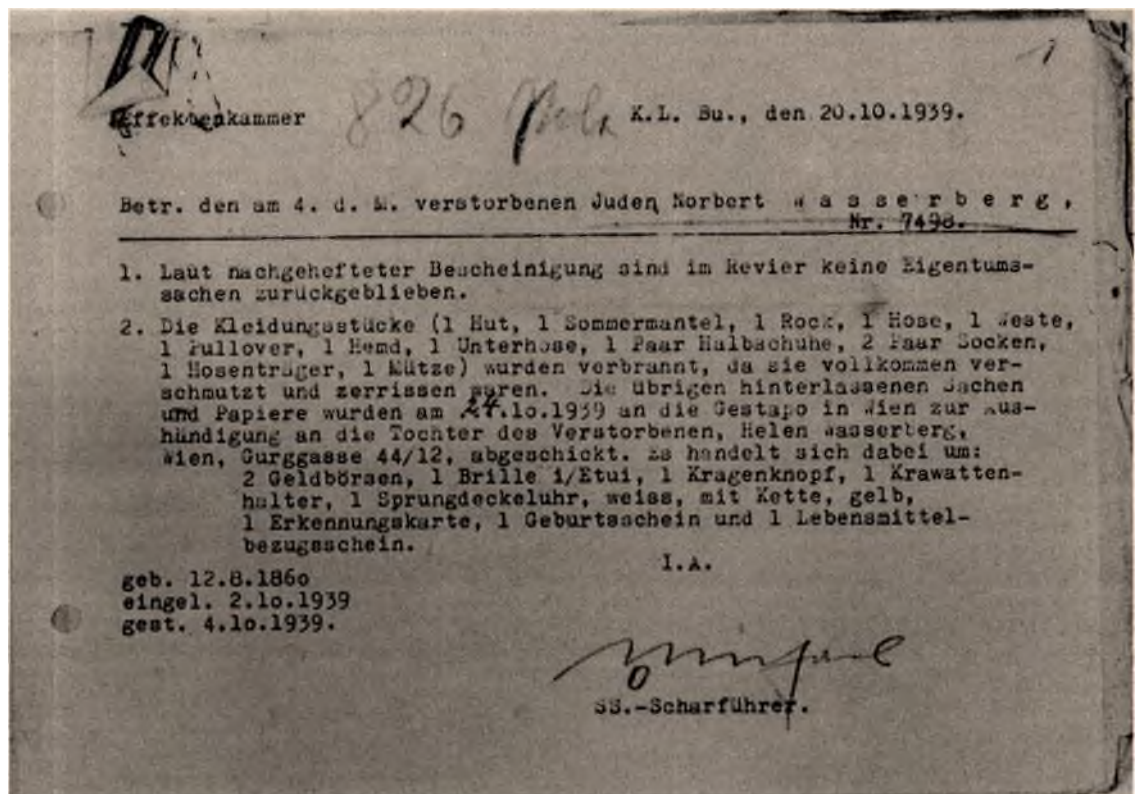 Effektenkammer
826
K.L. Bu., den 20.10.1939.
Betr. den am 4. d. M. verstorbenen Juden Norbert W a s s e r b e r g ,
Nr. 7498.
1. Laut nachgehefteter Bescheinigung sind im Revier keine Eigentums-
sachen zurückgeblieben.
2. Die Kleidungsstücke (1 Hut, 1 Sommermantel, 1 Rock, 1 Hose, 1 Weste,
1 Pullover, 1 Hemd, 1 Unterhose, 1 Paar Halbschuhe, 2 Paar Socken,
1 Hosenträger, 1 Mütze) wurden verbrannt, da sie vollkommen ver-
schmutzt und zerrissen waren. Die übrigen hinterlassenen Sachen
und Papiere wurden am 24.10.1939 an die Gestapo in Wien zur Aus-
händigung an die Tochter des Verstorbenen, Helen Wasserberg,
Wien, Gurggasse 44/12, abgeschickt. Es handelt sich dabei um:
2 Geldbörsen, 1 Brille i/Etui, 1 Kragenknopf, 1 Krawatten-
halter, 1 Sprungdeckeluhr, weiss, mit Kette, gelb,
1 Erkennungskarte, 1 Geburtsschein und 1 Lebensmittel-
bezugsschein.
I.A.
geb. 12.8.186o
eingel. 2.1o.1939
gest. 4.1o.1939.
SS.-Scharführer.